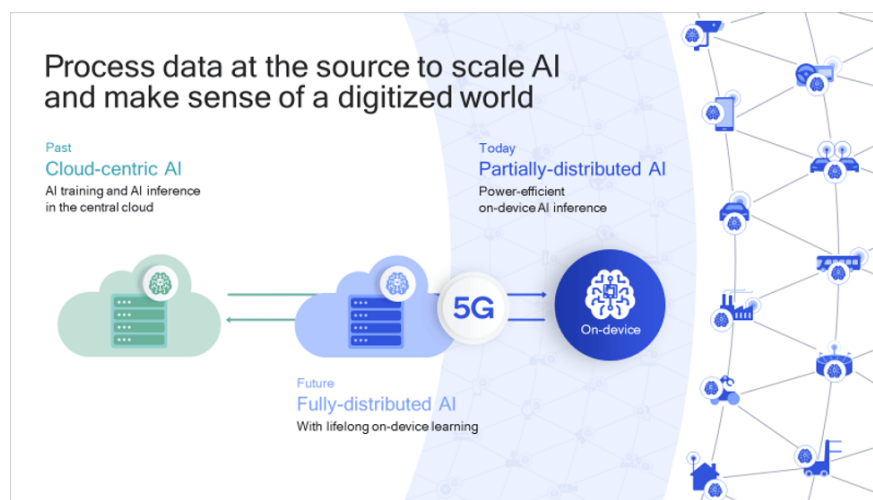 Process data at the source to scale AI
and make sense of a digitized world
Past
Cloud-centric AI
AI training and AI inference
in the central cloud
Today
Partially-distributed AI
Power-efficient
on-device AI inference
5G
On-device
Future
Fully-distributed AI
With lifelong on-device learning